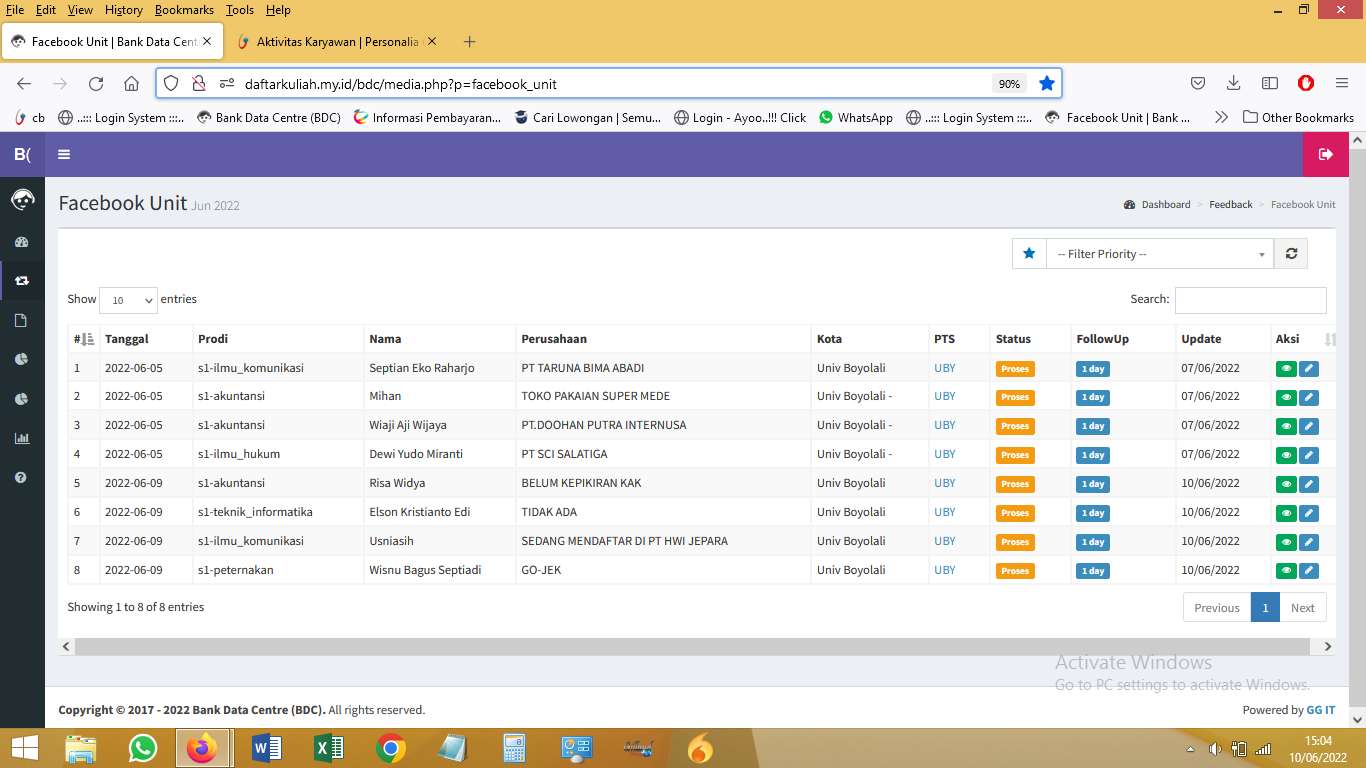 File Edit View History Bookmarks Tools Help
Facebook Unit | Bank Data Cent
Aktivitas Karyawan | Personalia
daftarkuliah.my.id/bdc/media.php?p=facebook_unit 90%
cb ..::: Login System :::.. Bank Data Centre (BDC) Informasi Pembayaran... Cari Lowongan | Semu... Login - Ayoo..!!! Click WhatsApp ..::: Login System :::.. Facebook Unit | Bank ... Other Bookmarks
B(
Facebook Unit Jun 2022
Dashboard > Feedback > Facebook Unit
-- Filter Priority --
Show 10 entries Search:
# Tanggal Prodi Nama Perusahaan Kota PTS Status FollowUp Update Aksi
1 2022-06-05 s1-ilmu_komunikasi Septian Eko Raharjo PT TARUNA BIMA ABADI Univ Boyolali UBY Proses 1 day 07/06/2022
2 2022-06-05 s1-akuntansi Mihan TOKO PAKAIAN SUPER MEDE Univ Boyolali - UBY Proses 1 day 07/06/2022
3 2022-06-05 s1-akuntansi Wiaji Aji Wijaya PT.DOOHAN PUTRA INTERNUSA Univ Boyolali - UBY Proses 1 day 07/06/2022
4 2022-06-05 s1-ilmu_hukum Dewi Yudo Miranti PT SCI SALATIGA Univ Boyolali - UBY Proses 1 day 07/06/2022
5 2022-06-09 s1-akuntansi Risa Widya BELUM KEPIKIRAN KAK Univ Boyolali UBY Proses 1 day 10/06/2022
6 2022-06-09 s1-teknik_informatika Elson Kristianto Edi TIDAK ADA Univ Boyolali UBY Proses 1 day 10/06/2022
7 2022-06-09 s1-ilmu_komunikasi Usniasih SEDANG MENDAFTAR DI PT HWI JEPARA Univ Boyolali UBY Proses 1 day 10/06/2022
8 2022-06-09 s1-peternakan Wisnu Bagus Septiadi GO-JEK Univ Boyolali UBY Proses 1 day 10/06/2022
Showing 1 to 8 of 8 entries Previous 1 Next
Activate Windows
Go to PC settings to activate Windows.
Copyright © 2017 - 2022 Bank Data Centre (BDC). All rights reserved. Powered by GG IT
15:04
10/06/2022